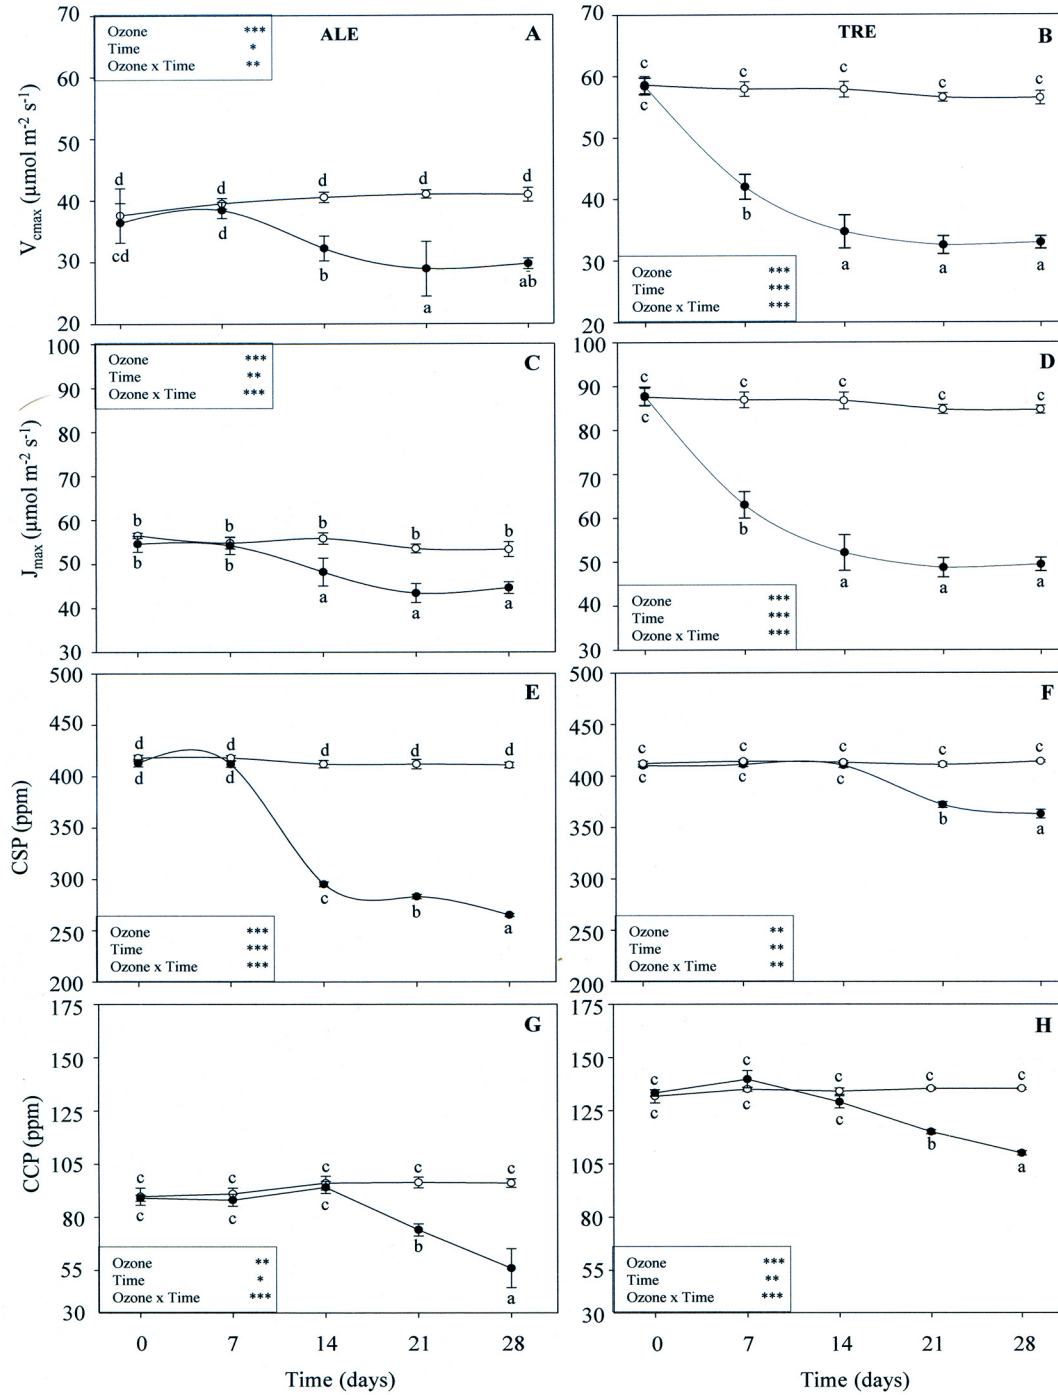 ALE
A
Ozone ***
Time *
Ozone x Time **
70
60
50
40
30
20
Vcmax (μmol m-2 s-1)
d d d d d
cd d b a ab
TRE
B
70
60
50
40
30
20
c c c c c
c b a a a
Ozone ***
Time ***
Ozone x Time ***
C
Ozone ***
Time **
Ozone x Time ***
100
90
80
70
60
50
40
30
Jmax (μmol m-2 s-1)
b b b b b
b b a a a
D
100
90
80
70
60
50
40
30
c c c c c
c b a a a
Ozone ***
Time ***
Ozone x Time ***
E
500
450
400
350
300
250
200
CSP (ppm)
d d d d d
d d c b a
Ozone ***
Time ***
Ozone x Time ***
F
500
450
400
350
300
250
200
c c c c c
c c c b a
Ozone **
Time **
Ozone x Time **
G
175
150
125
105
80
55
30
CCP (ppm)
c c c c c
c c c b a
Ozone **
Time *
Ozone x Time ***
0 7 14 21 28
Time (days)
H
175
150
125
105
80
55
30
c c c c c
c c c b a
Ozone ***
Time **
Ozone x Time ***
0 7 14 21 28
Time (days)